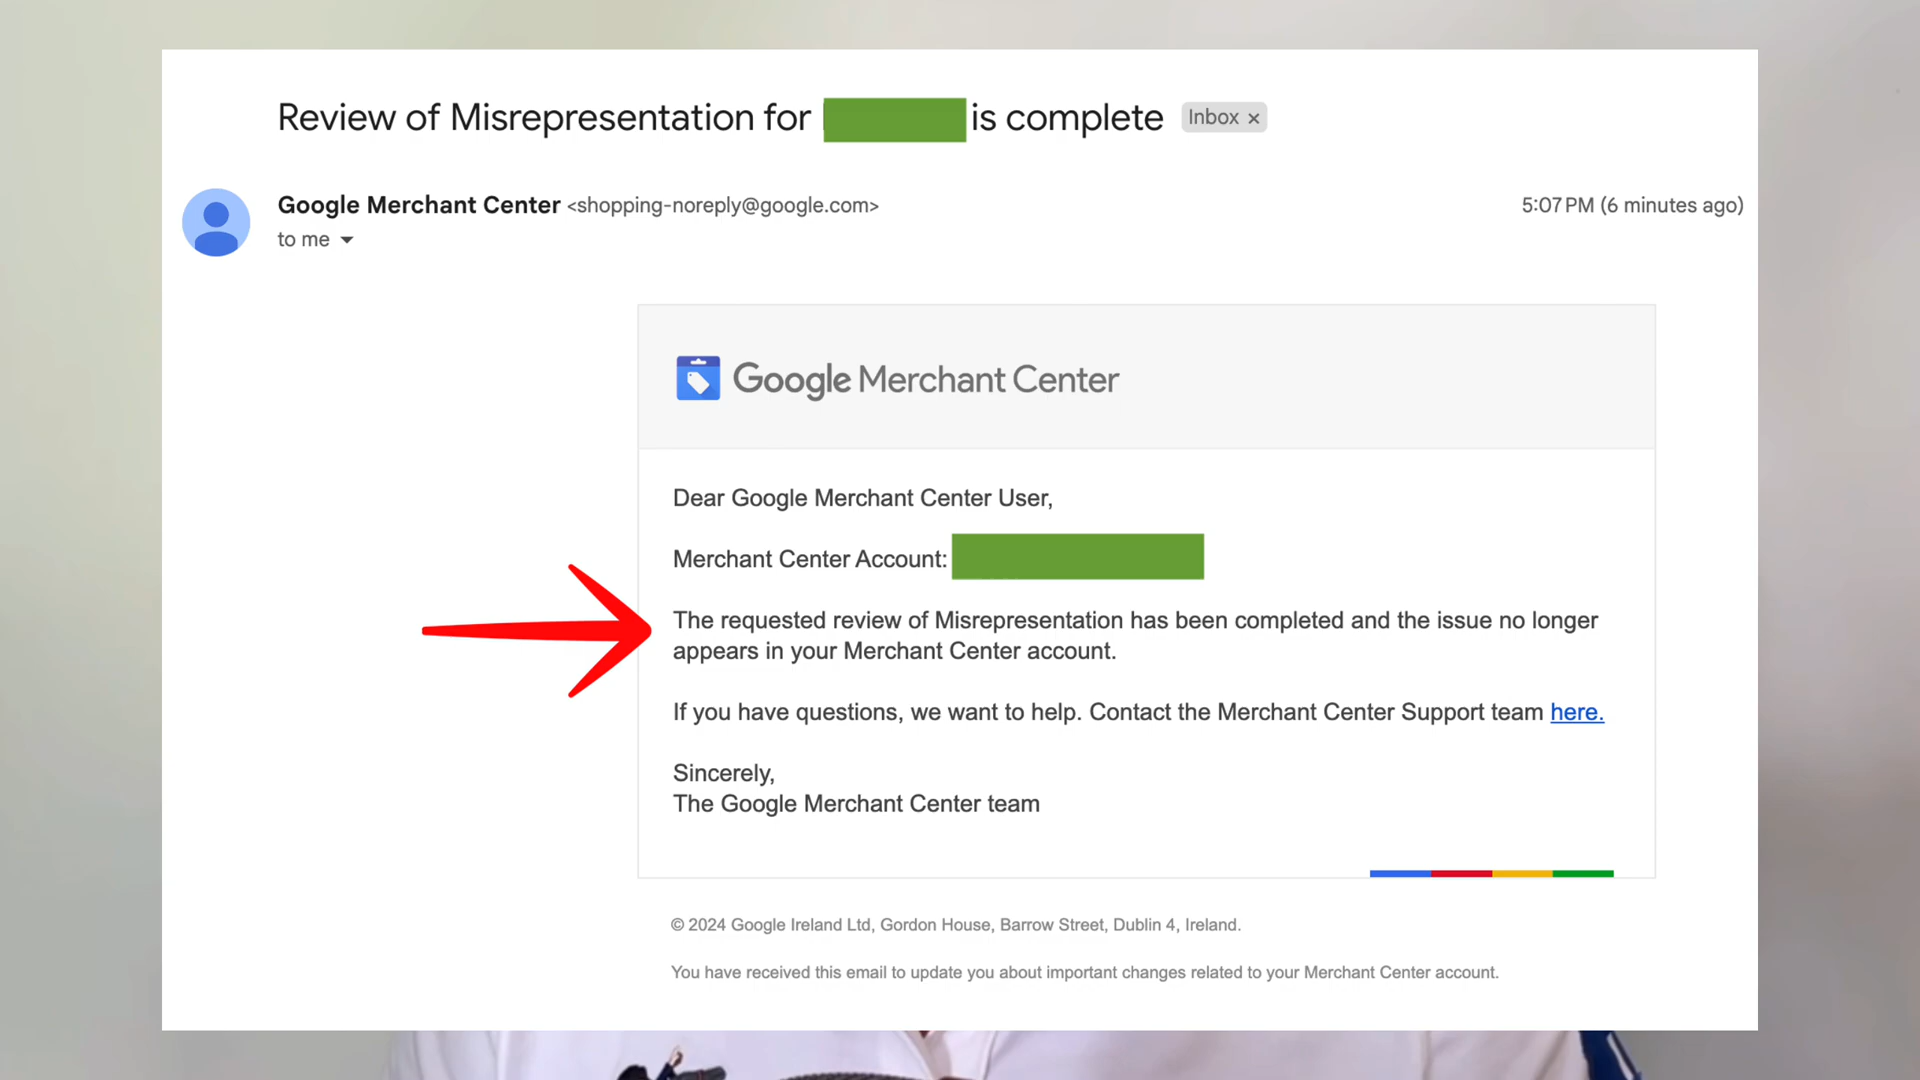 Review of Misrepresentation for is complete Inbox x
Google Merchant Center <shopping-noreply@google.com> 5:07 PM (6 minutes ago)
to me
Google Merchant Center
Dear Google Merchant Center User,
Merchant Center Account:
The requested review of Misrepresentation has been completed and the issue no longer
appears in your Merchant Center account.
If you have questions, we want to help. Contact the Merchant Center Support team here.
Sincerely,
The Google Merchant Center team
© 2024 Google Ireland Ltd, Gordon House, Barrow Street, Dublin 4, Ireland.
You have received this email to update you about important changes related to your Merchant Center account.